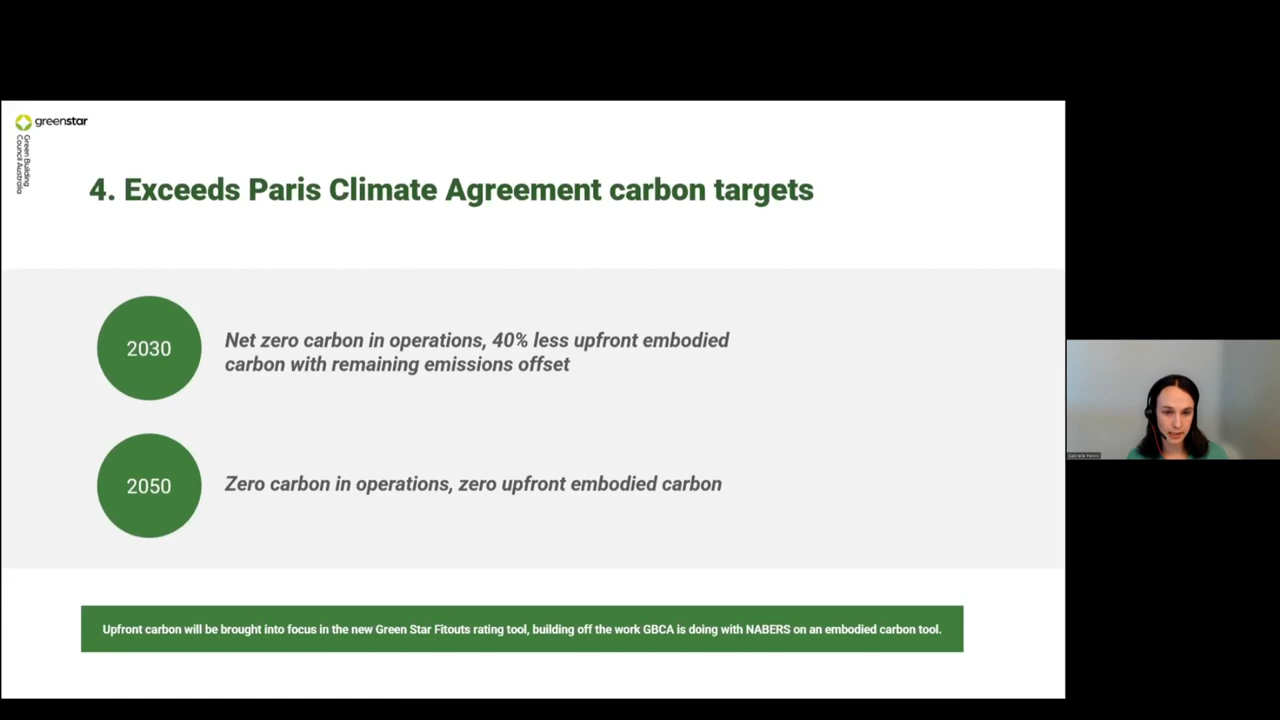 greenstar
Green Building
Council Australia
4. Exceeds Paris Climate Agreement carbon targets
2030
Net zero carbon in operations, 40% less upfront embodied
carbon with remaining emissions offset
2050
Zero carbon in operations, zero upfront embodied carbon
Upfront carbon will be brought into focus in the new Green Star Fitouts rating tool, building off the work GBCA is doing with NABERS on an embodied carbon tool.